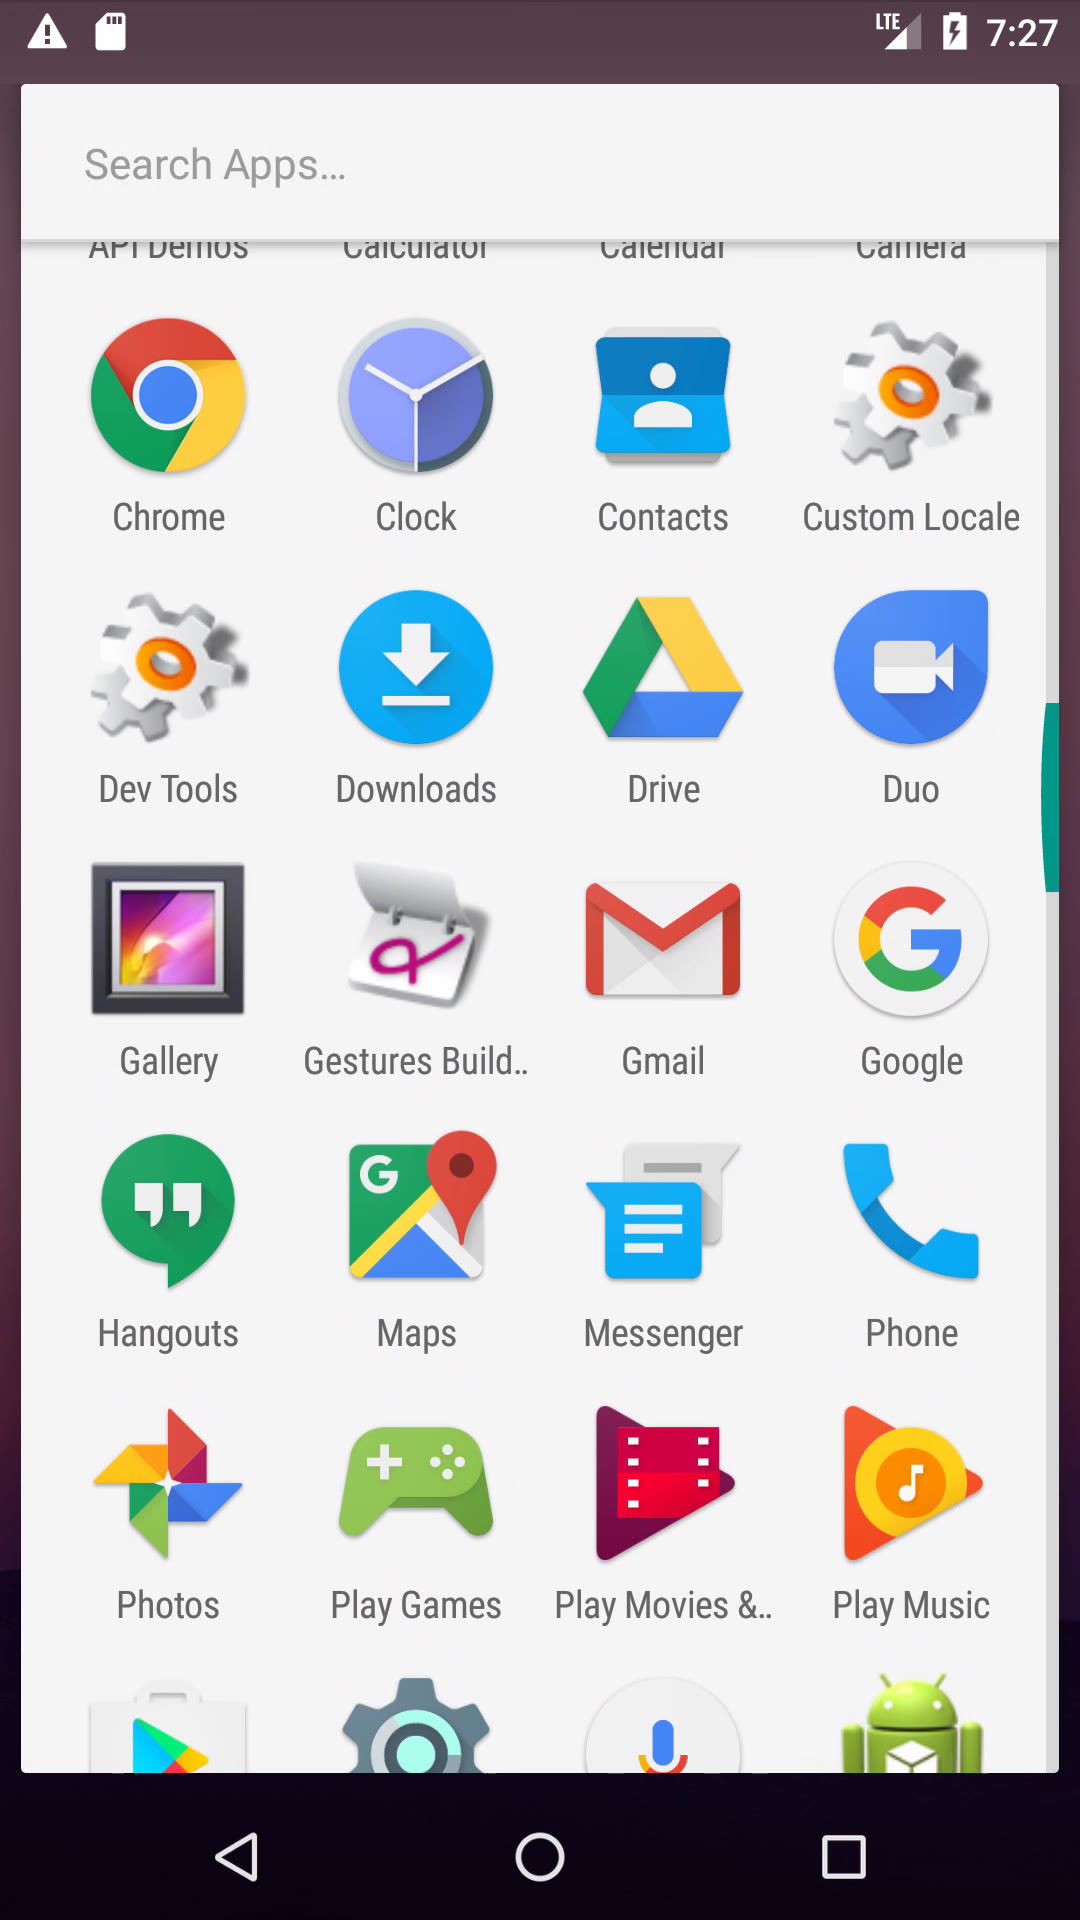 LTE 7:27
Search Apps...
API Demos Calculator Calendar Camera
Chrome Clock Contacts Custom Locale
Dev Tools Downloads Drive Duo
Gallery Gestures Build.. Gmail Google
Hangouts Maps Messenger Phone
Photos Play Games Play Movies &.. Play Music